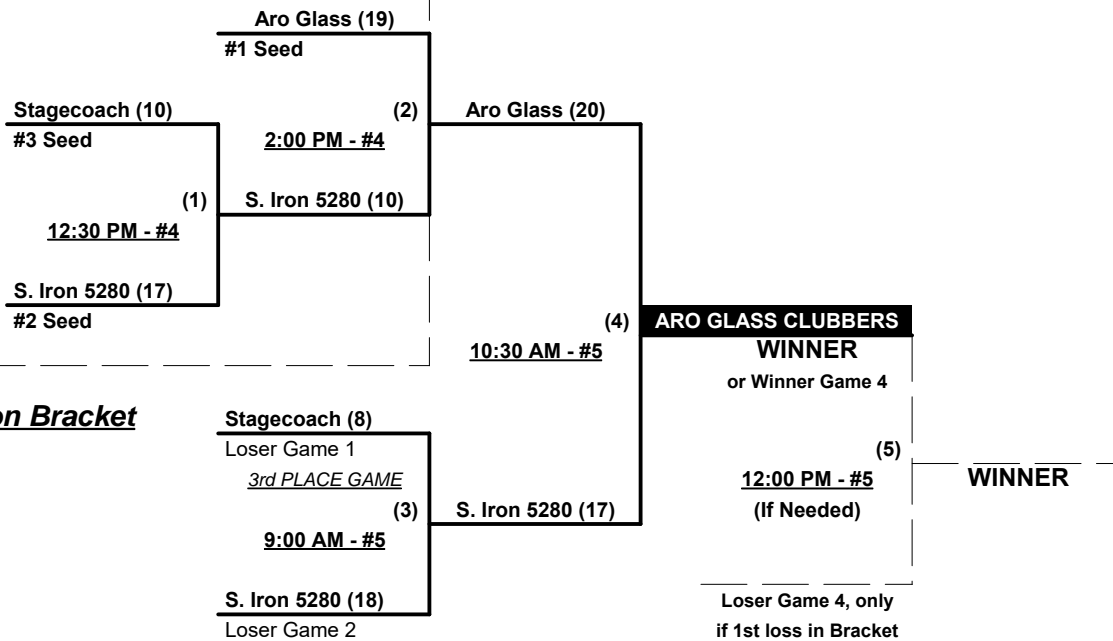 Aro Glass (19)
#1 Seed
Stagecoach (10)
(2)
Aro Glass (20)
#3 Seed
2:00 PM - #4
(1)
S. Iron 5280 (10)
12:30 PM - #4
S. Iron 5280 (17)
#2 Seed
(4)
ARO GLASS CLUBBERS
10:30 AM - #5
WINNER
or Winner Game 4
on Bracket
Stagecoach (8)
Loser Game 1
(5)
3rd PLACE GAME
12:00 PM - #5
WINNER
(3)
S. Iron 5280 (17)
(If Needed)
9:00 AM - #5
S. Iron 5280 (18)
Loser Game 4, only
Loser Game 2
if 1st loss in Bracket